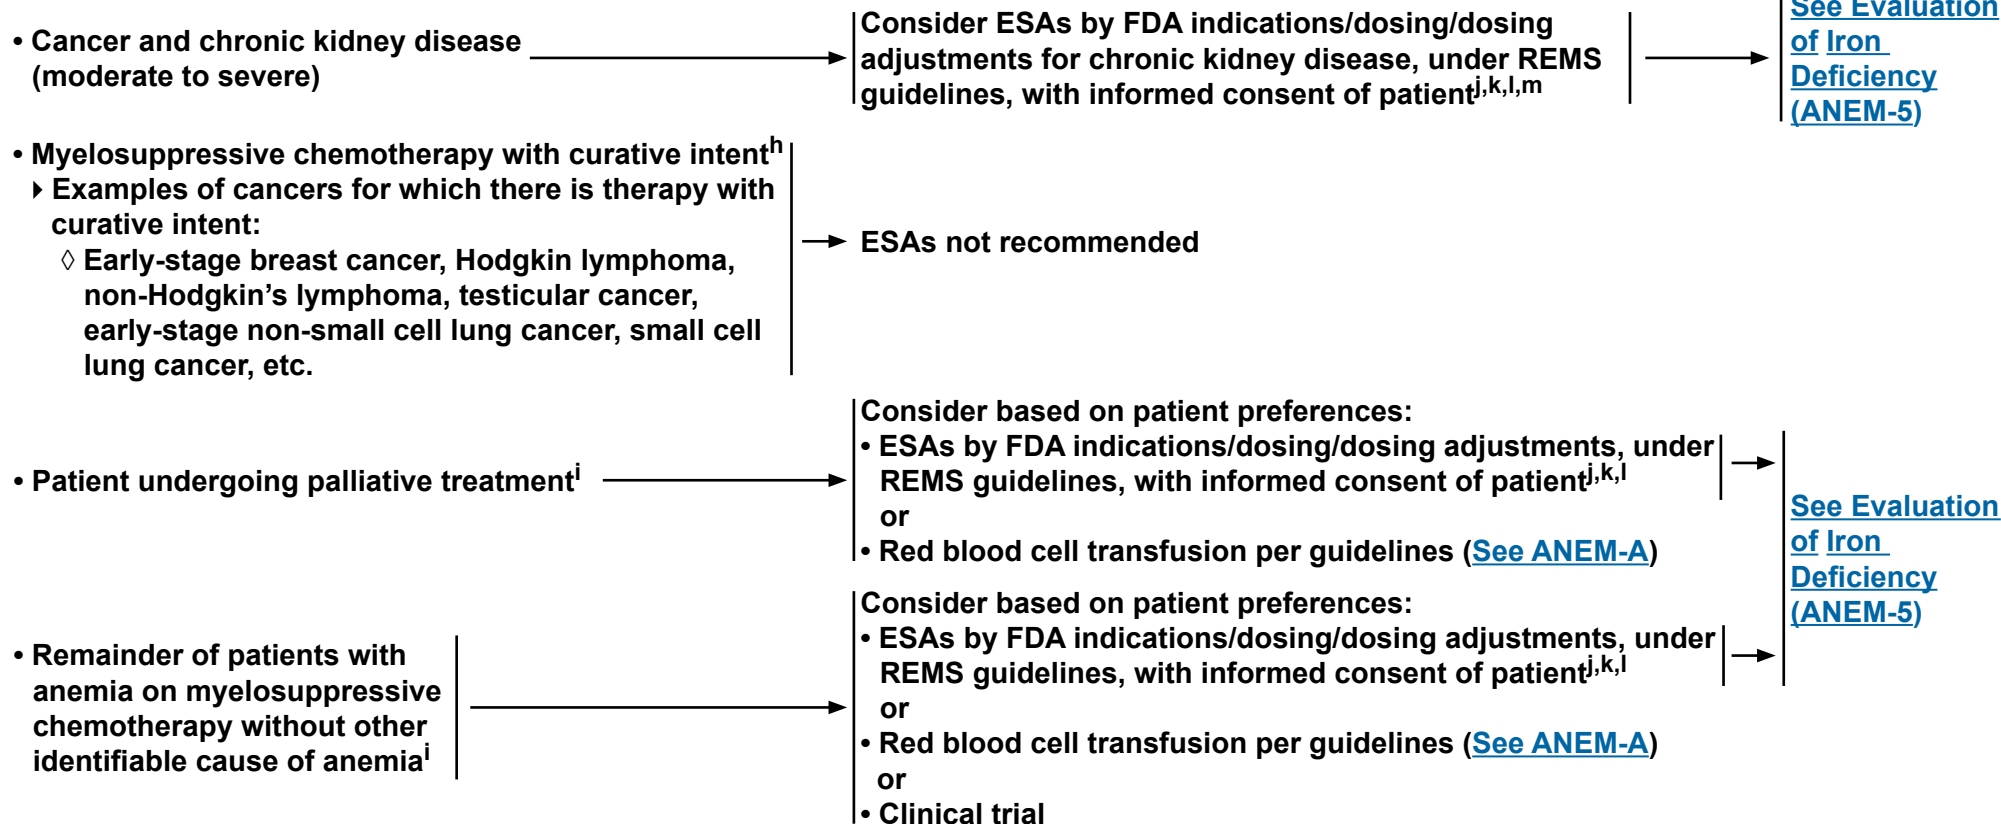 • Cancer and chronic kidney disease
(moderate to severe)
Consider ESAs by FDA indications/dosing/dosing
adjustments for chronic kidney disease, under REMS
guidelines, with informed consent of patientj,k,l,m
See Evaluation
of Iron
Deficiency
(ANEM-5)
• Myelosuppressive chemotherapy with curative intenth
▸ Examples of cancers for which there is therapy with
curative intent:
◊ Early-stage breast cancer, Hodgkin lymphoma,
non-Hodgkin’s lymphoma, testicular cancer,
early-stage non-small cell lung cancer, small cell
lung cancer, etc.
ESAs not recommended
• Patient undergoing palliative treatmenti
Consider based on patient preferences:
• ESAs by FDA indications/dosing/dosing adjustments, under
REMS guidelines, with informed consent of patientj,k,l
or
• Red blood cell transfusion per guidelines (See ANEM-A)
• Remainder of patients with
anemia on myelosuppressive
chemotherapy without other
identifiable cause of anemiai
Consider based on patient preferences:
• ESAs by FDA indications/dosing/dosing adjustments, under
REMS guidelines, with informed consent of patientj,k,l
or
• Red blood cell transfusion per guidelines (See ANEM-A)
or
• Clinical trial
See Evaluation
of Iron
Deficiency
(ANEM-5)